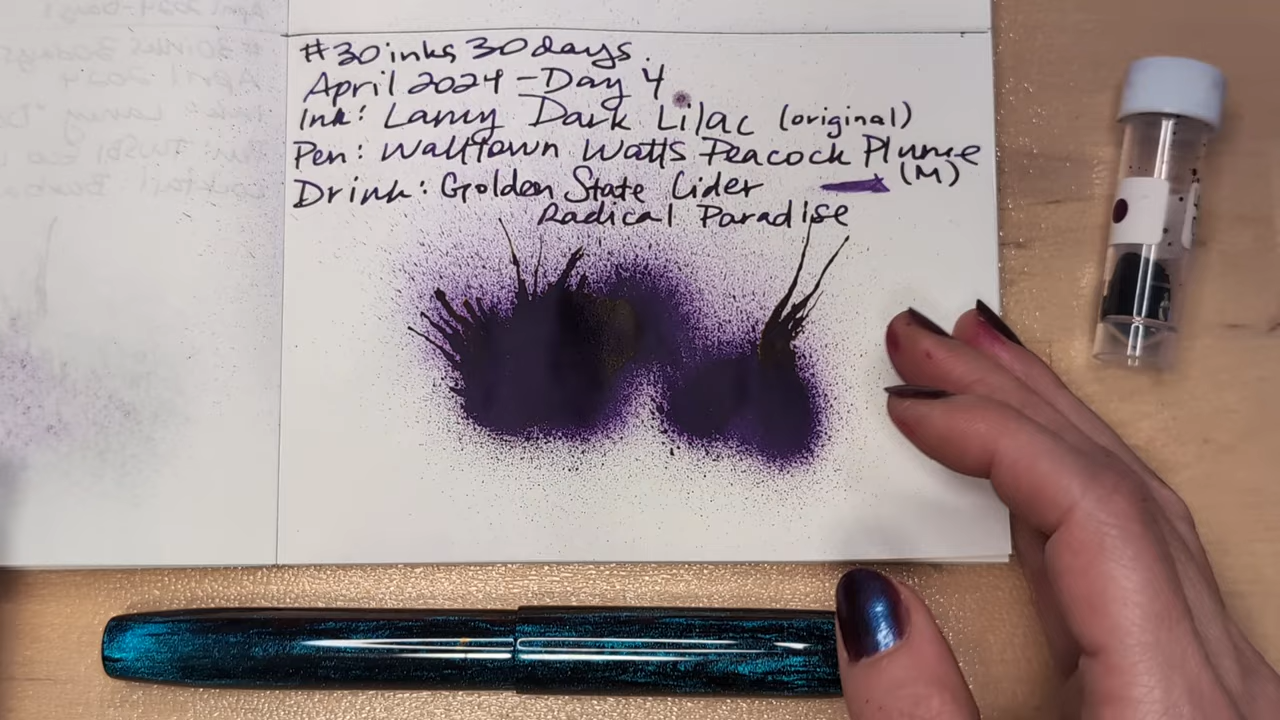 #30inks30days.
April 2024 - Day 4
Ink: Lamy Dark Lilac (original)
Pen: Walltown Watts Peacock Plume (M)
Drink: Golden State Cider
Radical Paradise